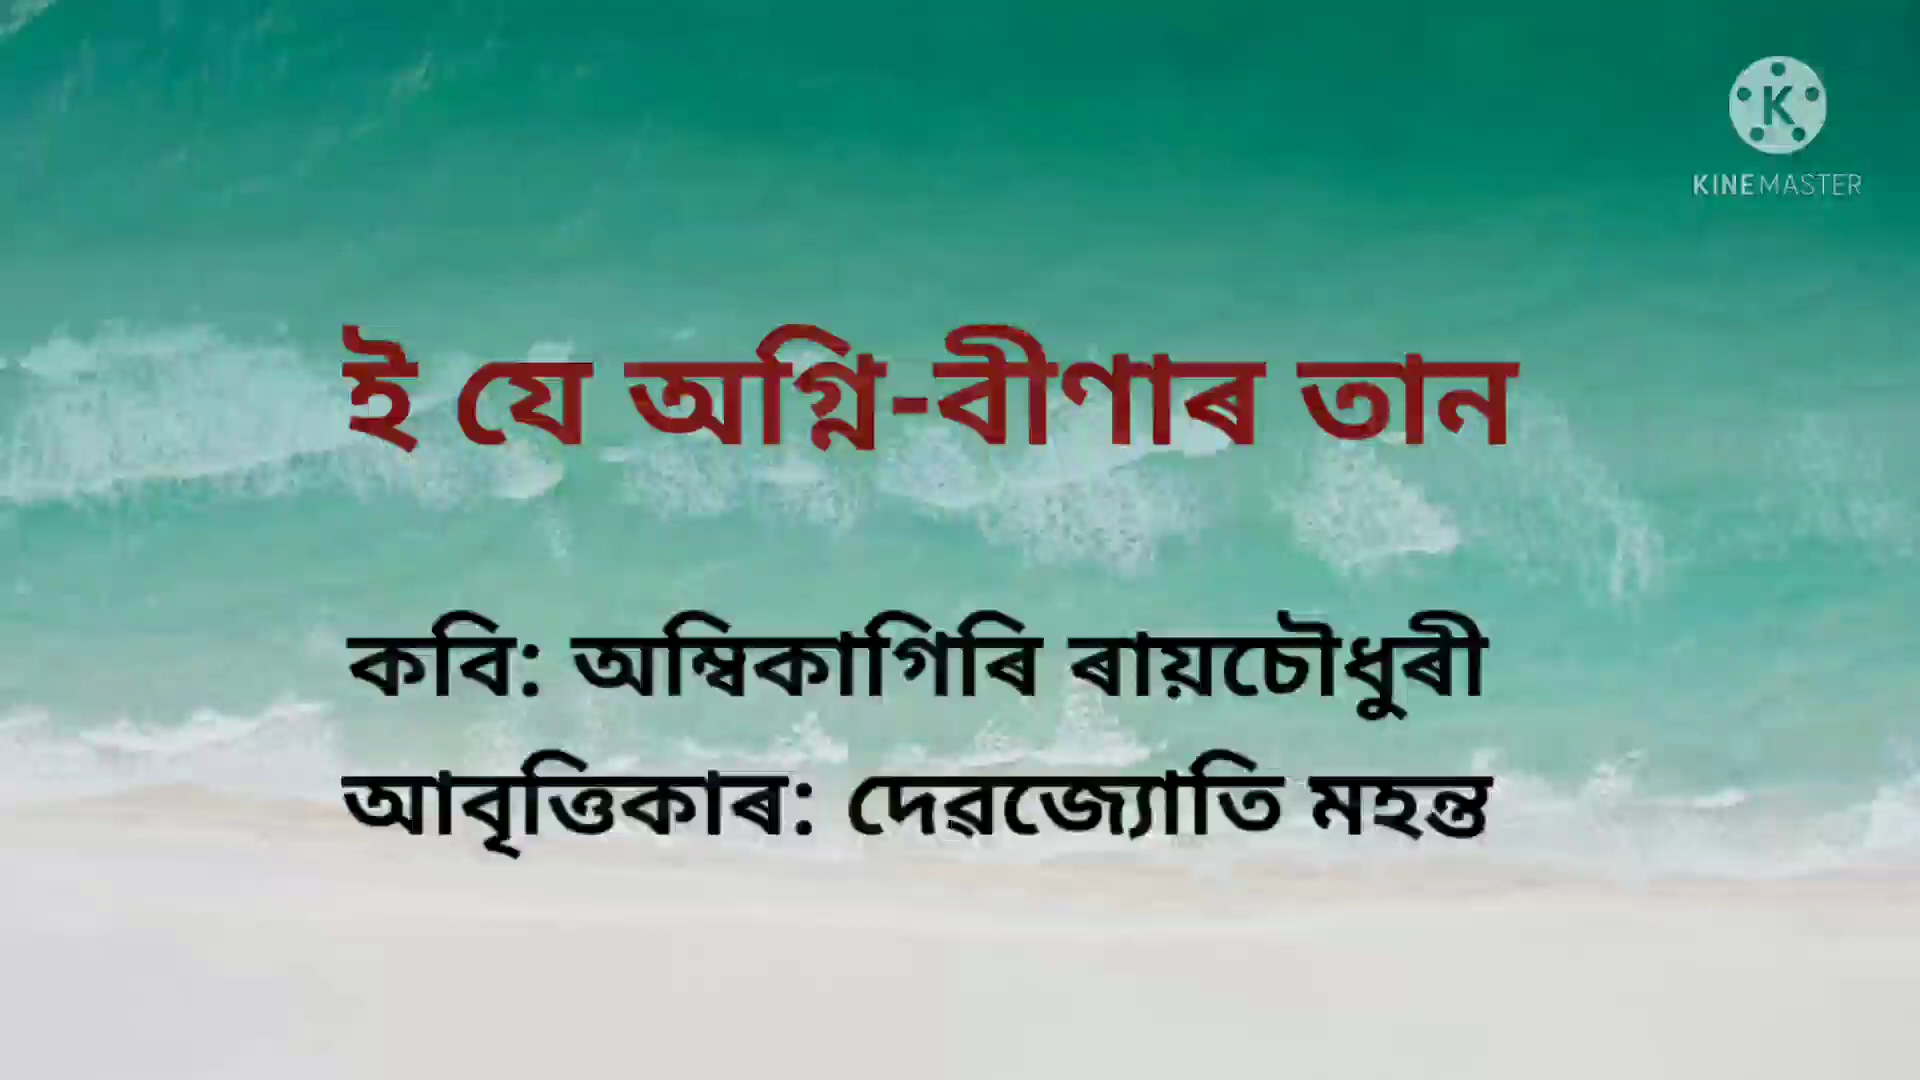 KINEMASTER
ই যে অগ্নি-বীণাৰ তান
কবি: অম্বিকাগিৰি ৰায়চৌধুৰী
আবৃত্তিকাৰ: দেৱজ্যোতি মহন্ত